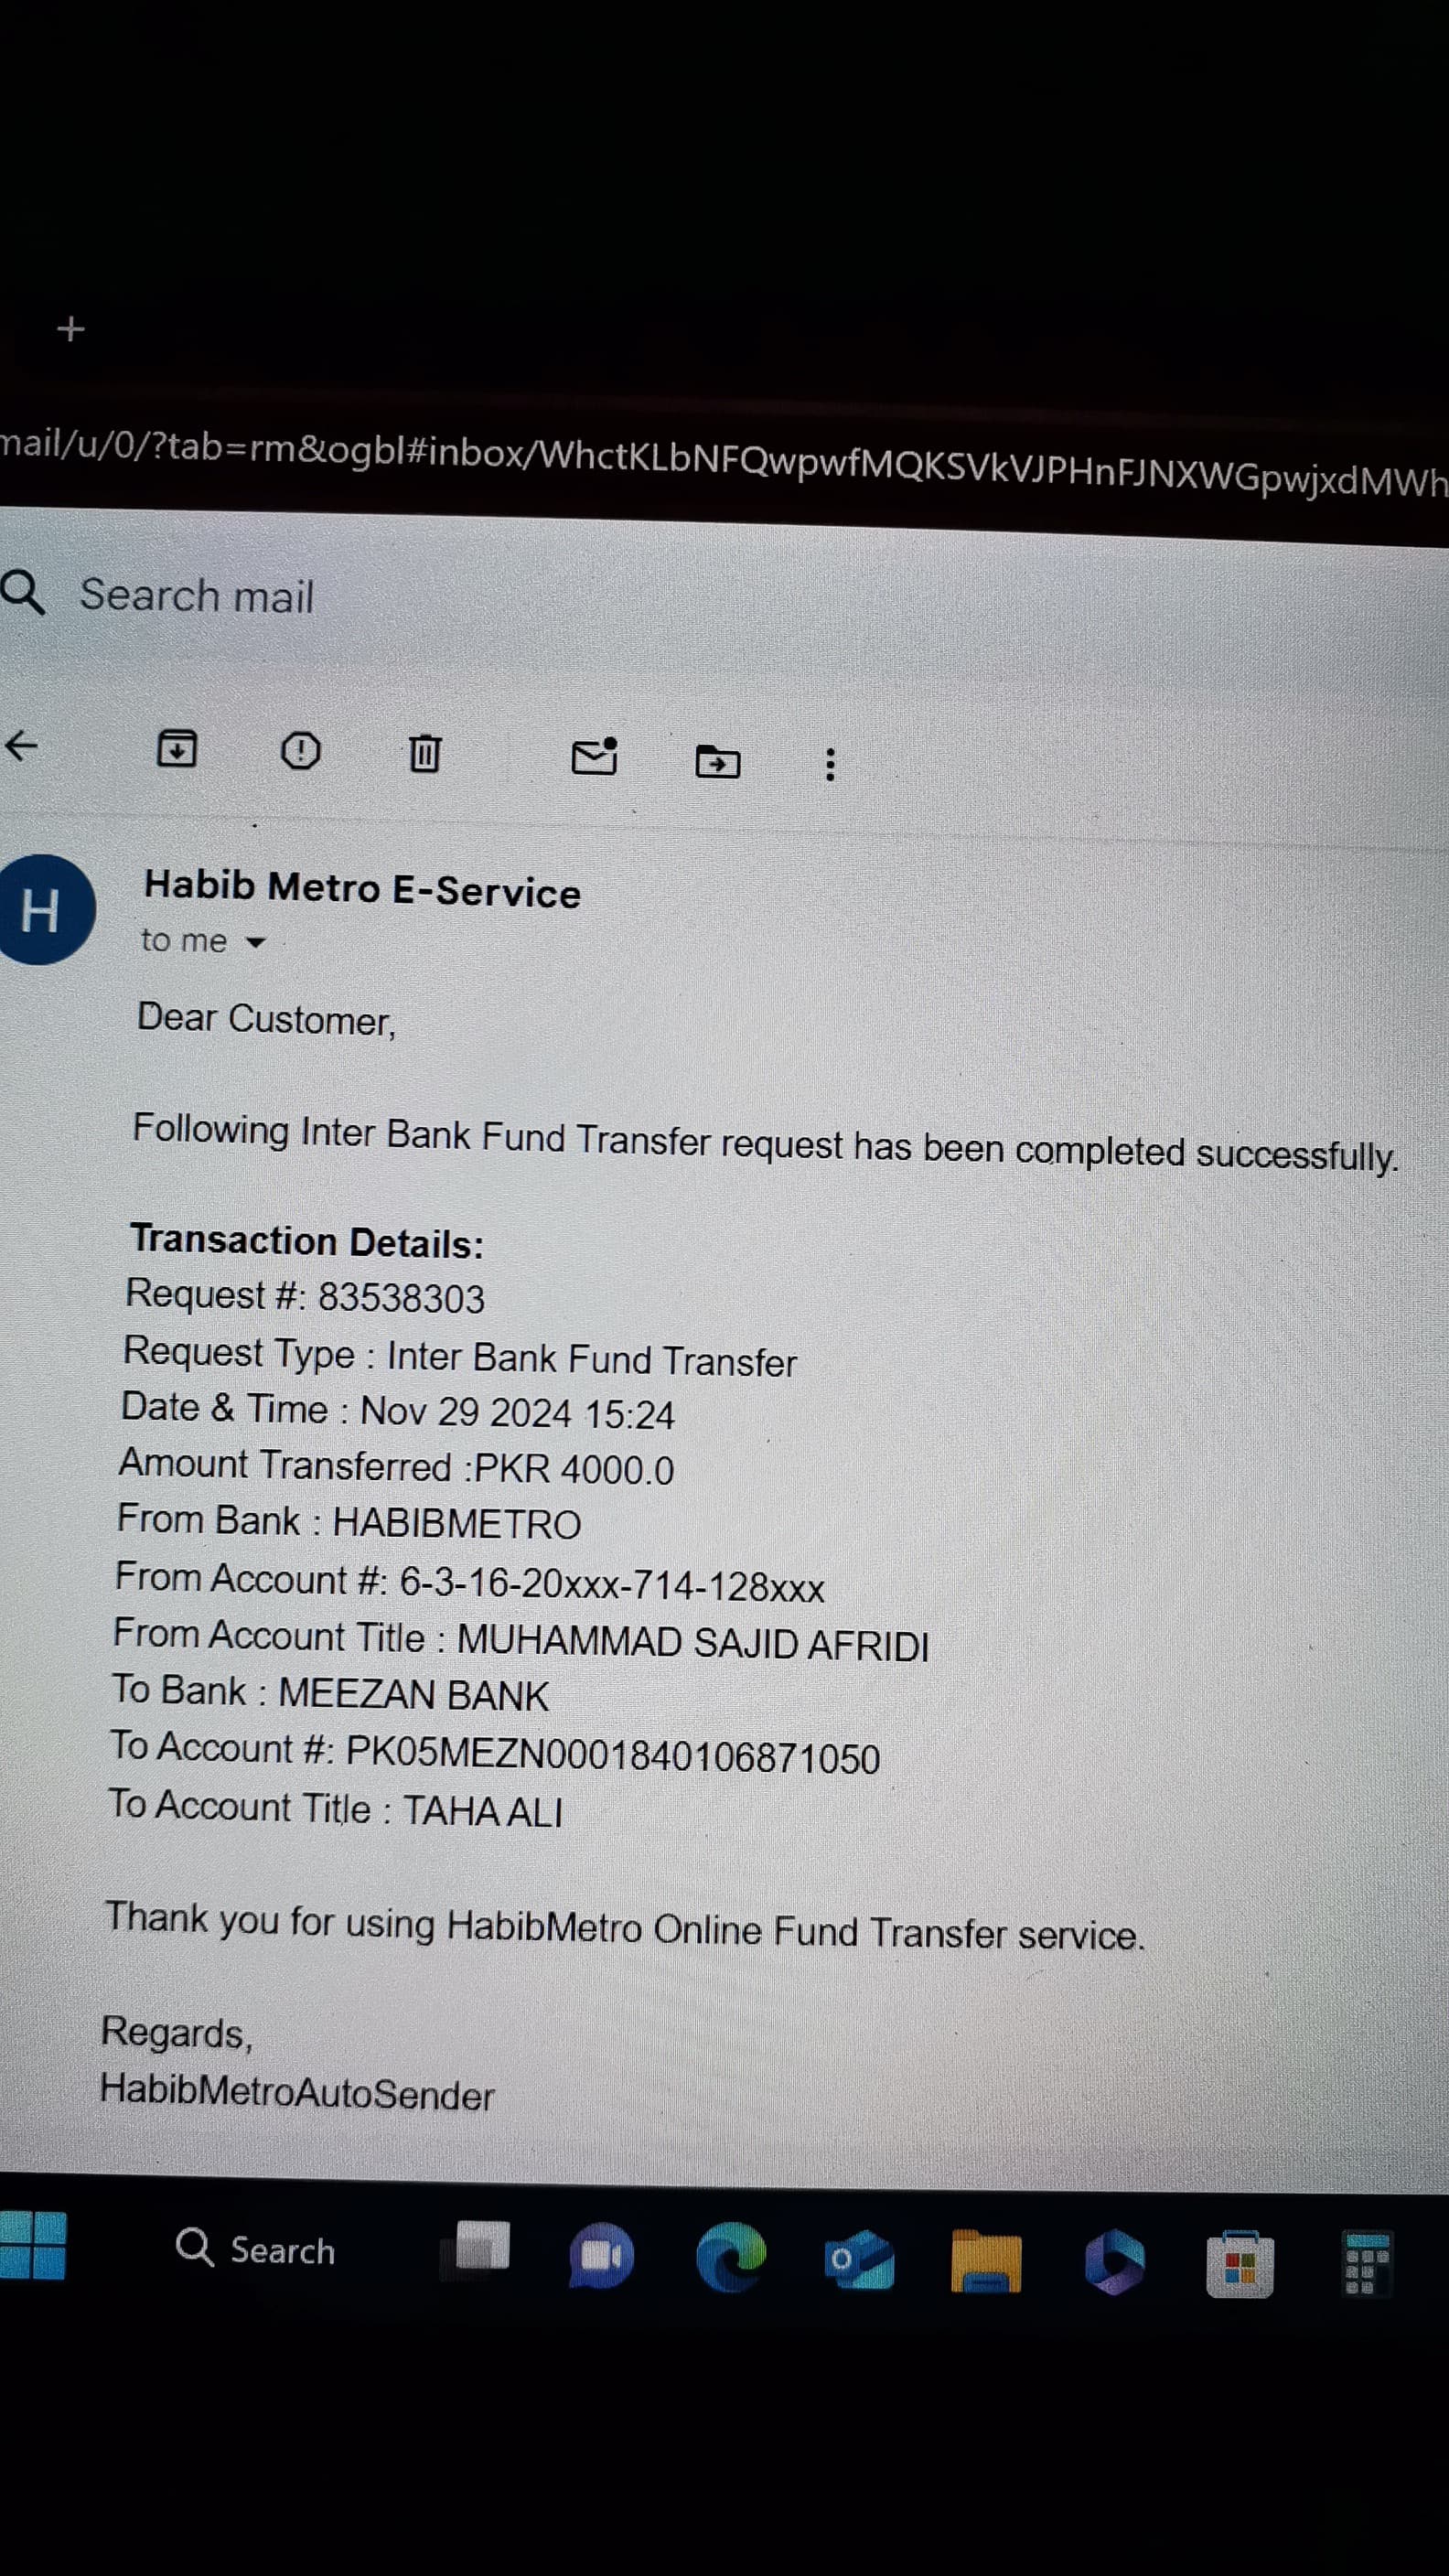 +
mail/u/0/?tab=rm&ogbl#inbox/WhctKLbNFQwpwfMQKSVkVJPHnFJNXWGpwjxdMWh
Search mail
H
Habib Metro E-Service
to me
Dear Customer,
Following Inter Bank Fund Transfer request has been completed successfully.
Transaction Details:
Request #: 83538303
Request Type : Inter Bank Fund Transfer
Date & Time : Nov 29 2024 15:24
Amount Transferred :PKR 4000.0
From Bank : HABIBMETRO
From Account #: 6-3-16-20xxx-714-128xxx
From Account Title : MUHAMMAD SAJID AFRIDI
To Bank : MEEZAN BANK
To Account #: PK05MEZN0001840106871050
To Account Title : TAHA ALI
Thank you for using HabibMetro Online Fund Transfer service.
Regards,
HabibMetroAutoSender
Search